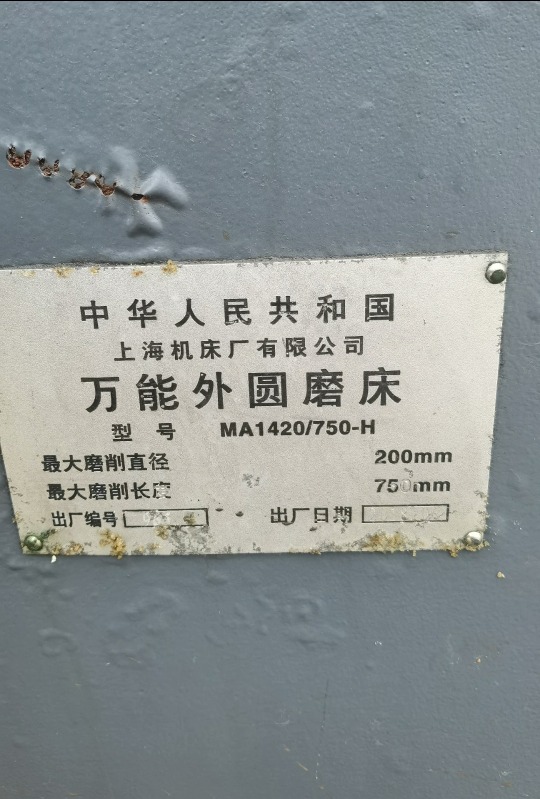 中华人民共和国
上海机床厂有限公司
万能外圆磨床
型号 MA1420/750-H
最大磨削直径 200mm
最大磨削长度 750mm
出厂编号 出厂日期